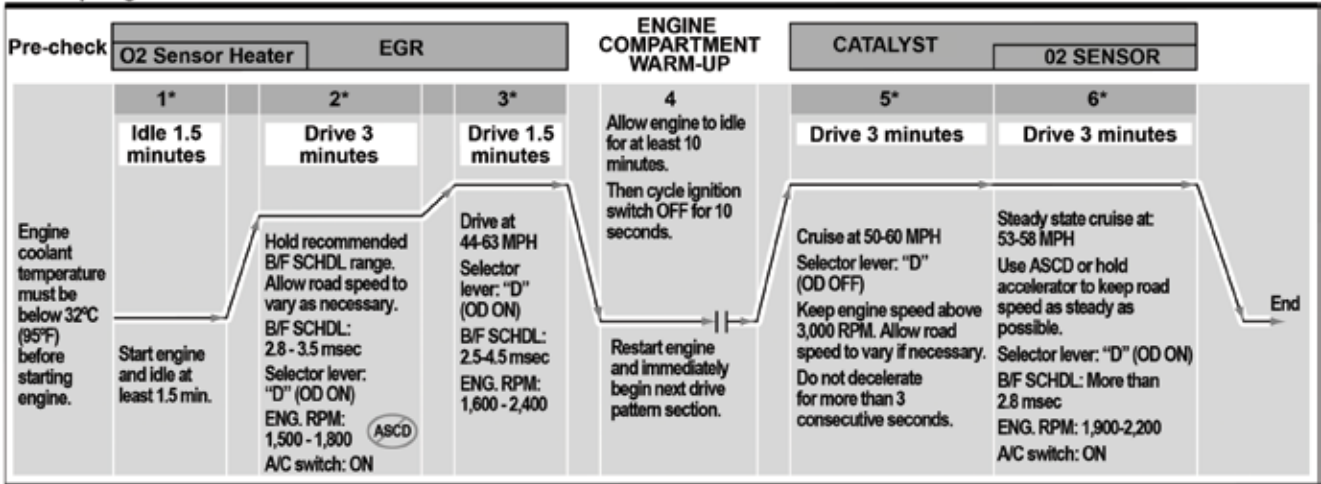 Pre-check
O2 Sensor Heater
EGR
ENGINE
COMPARTMENT
WARM-UP
CATALYST
02 SENSOR
Engine
coolant
temperature
must be
below 32ºC
(95ºF)
before
starting
engine.
1*
Idle 1.5
minutes
Start engine
and idle at
least 1.5 min.
2*
Drive 3
minutes
Hold recommended
B/F SCHDL range.
Allow road speed to
vary as necessary.
B/F SCHDL:
2.8 - 3.5 msec
Selector lever:
“D” (OD ON)
ENG. RPM:
1,500 - 1,800
ASCD
A/C switch: ON
3*
Drive 1.5
minutes
Drive at
44-63 MPH
Selector
lever: “D”
(OD ON)
B/F SCHDL:
2.5-4.5 msec
ENG. RPM:
1,600 - 2,400
4
Allow engine to idle
for at least 10
minutes.
Then cycle ignition
switch OFF for 10
seconds.
Restart engine
and immediately
begin next drive
pattern section.
5*
Drive 3 minutes
Cruise at 50-60 MPH
Selector lever: “D”
(OD OFF)
Keep engine speed above
3,000 RPM. Allow road
speed to vary if necessary.
Do not decelerate
for more than 3
consecutive seconds.
6*
Drive 3 minutes
Steady state cruise at:
53-58 MPH
Use ASCD or hold
accelerator to keep road
speed as steady as
possible.
Selector lever: “D” (OD ON)
B/F SCHDL: More than
2.8 msec
ENG. RPM: 1,900-2,200
A/C switch: ON
End